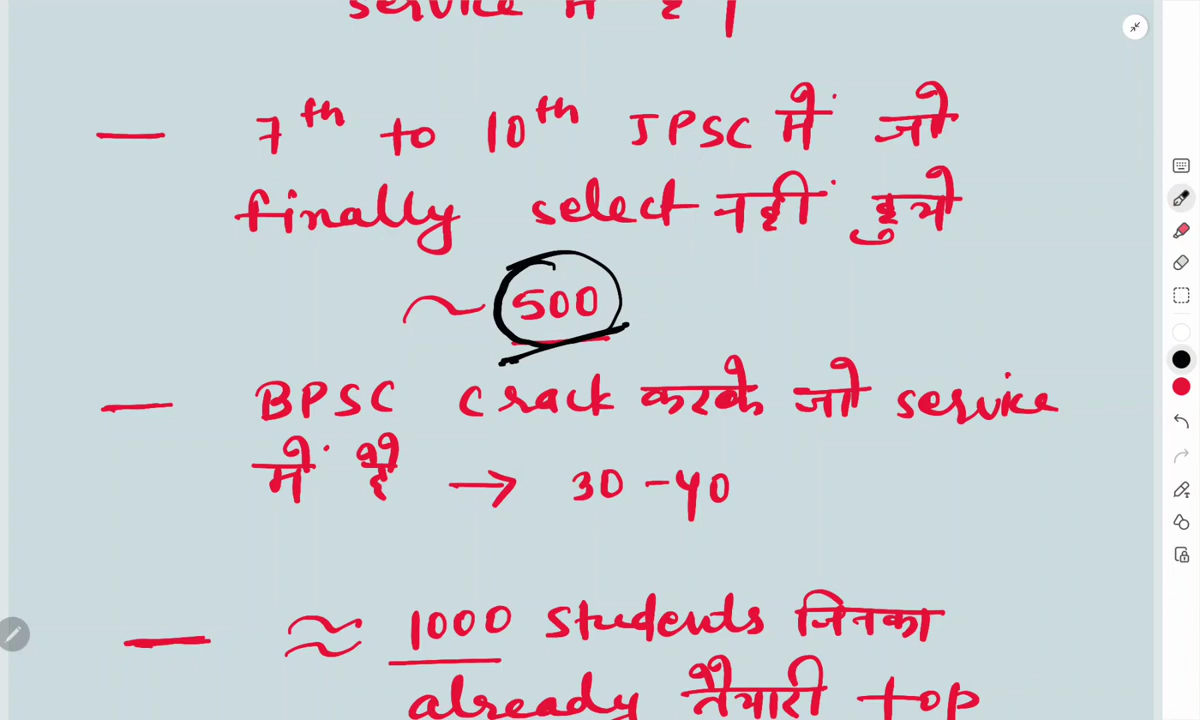 service में है |
— 7th to 10th JPSC में जो
finally select नहीं हुये
~ 500
— BPSC crack करके जो service
में है → 30-40
— ≈ 1000 students जिनका
already तैयारी top